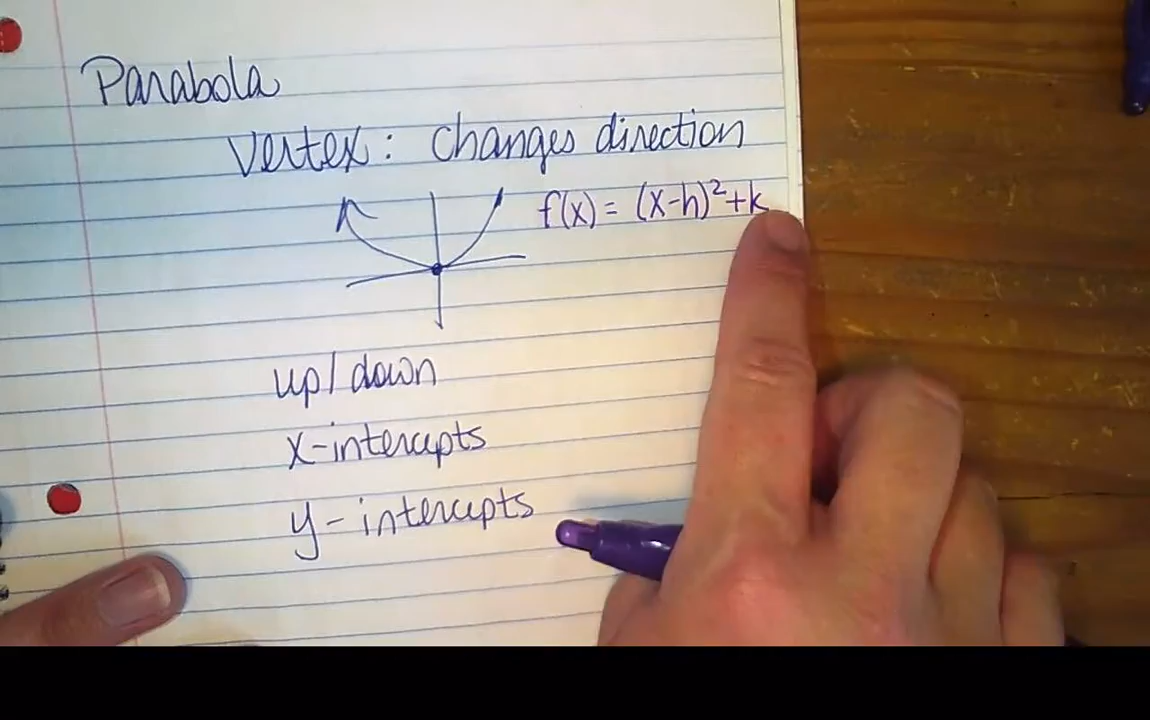 Parabola
Vertex: Changes direction
f(x) = (x-h)²+k
up/down
x-intercepts
y-intercepts